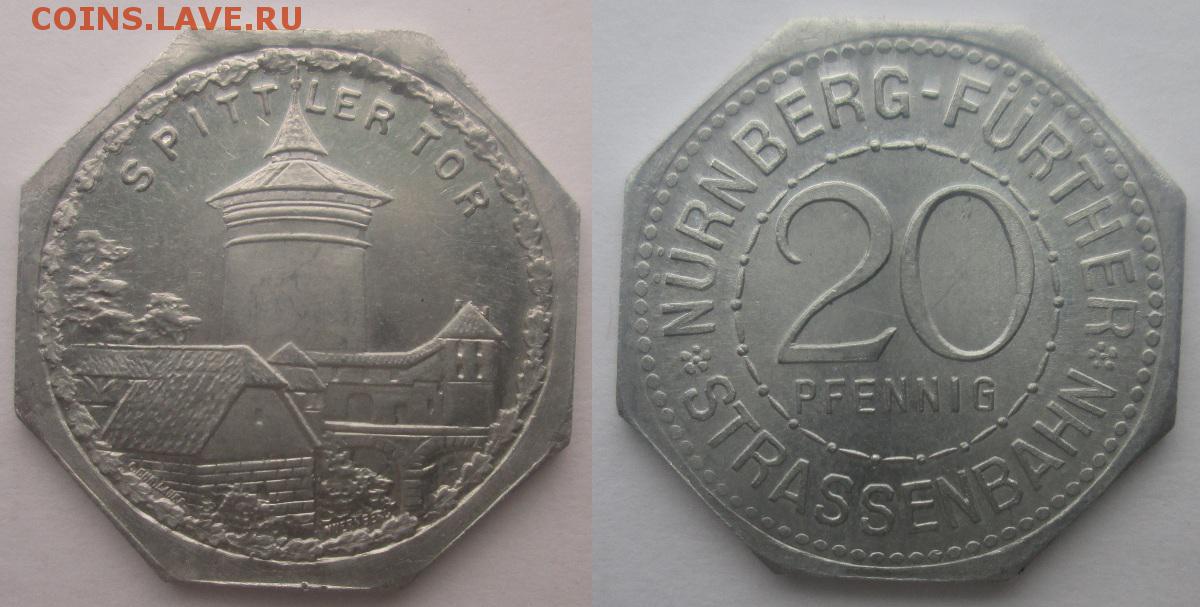 COINS.LAVE.RU
SPITTLER TOR
NÜRNBERG-FÜRTHER
20
PFENNIG
STRASSENBAHN